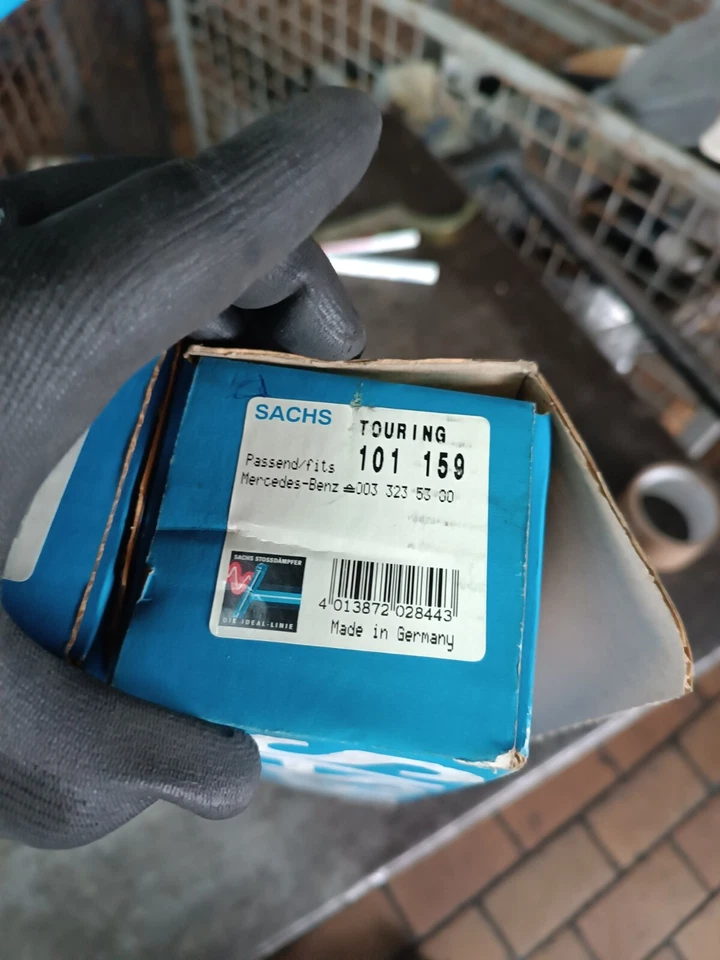 SACHS
TOURING
Passend/fits 101 159
Mercedes-Benz ≙003 323 53 00
SACHS STOSSDÄMPFER
DIE IDEAL-LINIE
4 013872 028443
Made in Germany